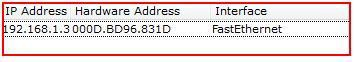 IP Address Hardware Address Interface
192.168.1.3 000D.BD96.831D FastEthernet